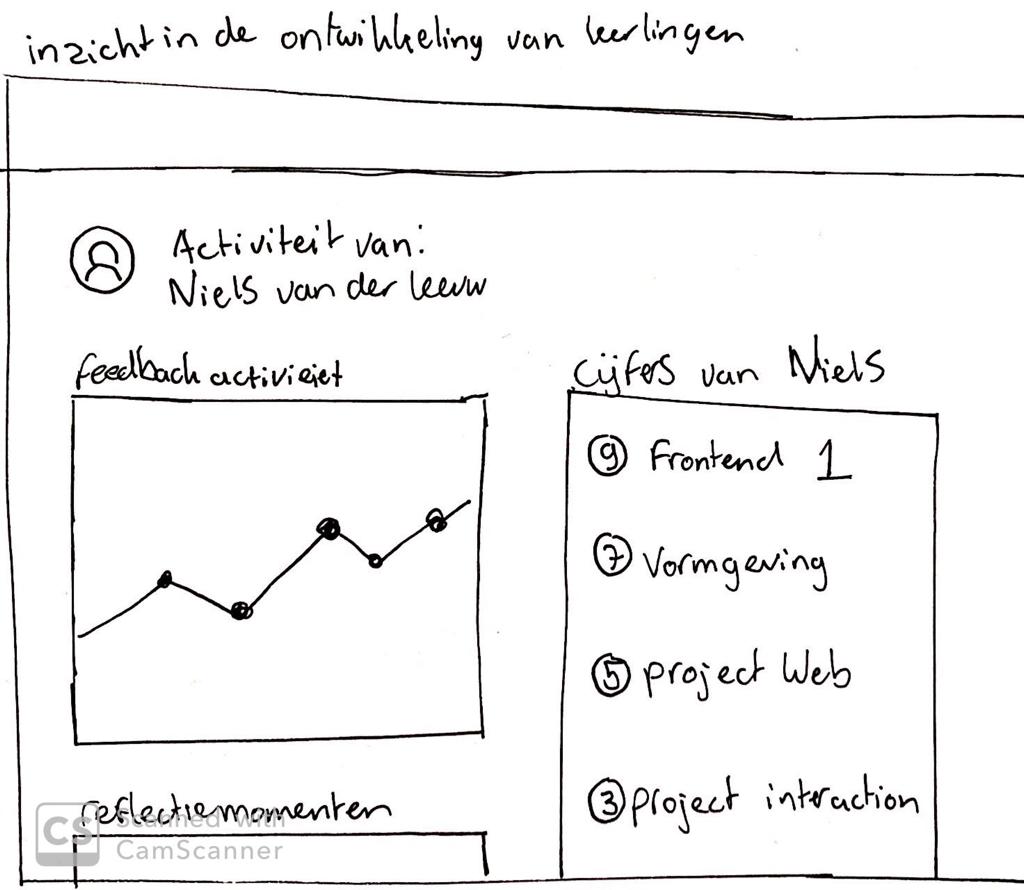 inzicht in de ontwikkeling van leerlingen
Activiteit van:
Niels van der leeuw
feedback activieiet
cijfers van Niels
9 Frontend 1
7 Vormgeving
5 project Web
3 project interaction
reflectiemomenten
CS Scanned with
CamScanner